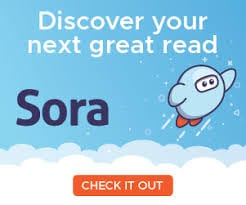 Discover your
next great read
Sora
CHECK IT OUT